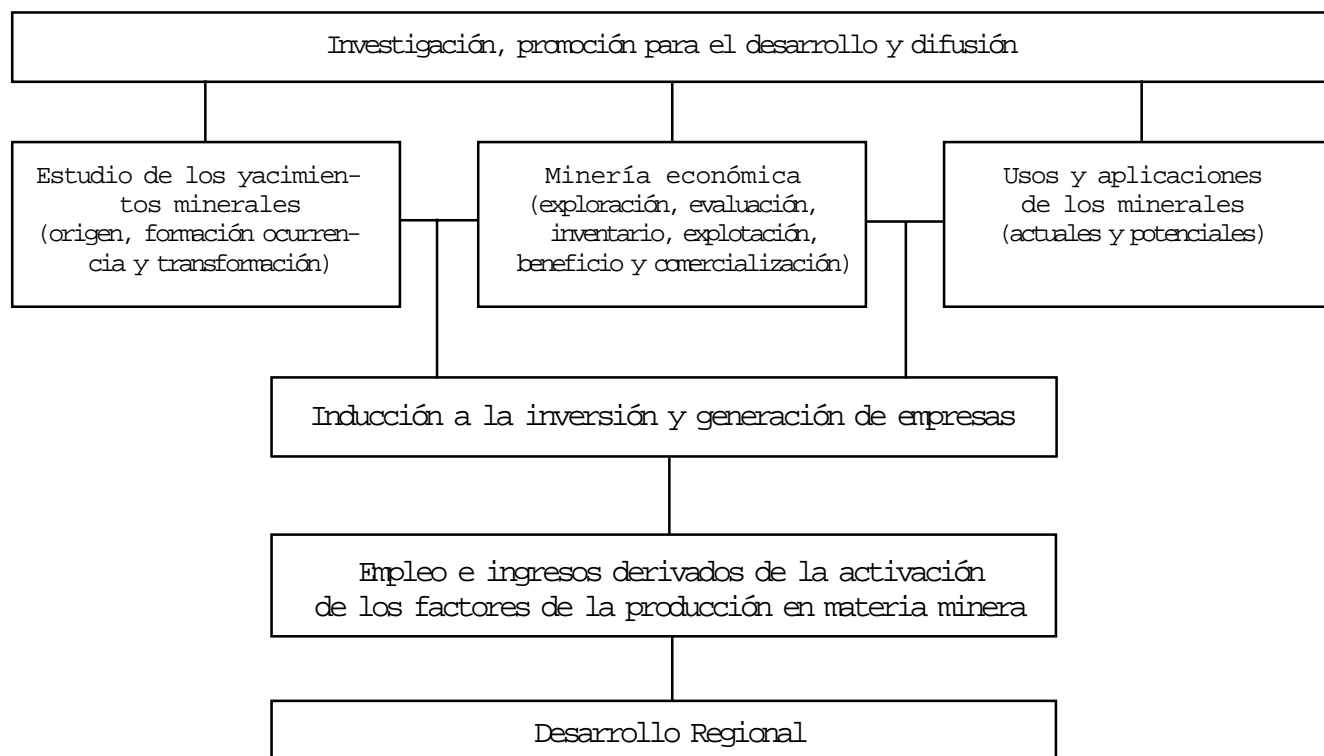 Investigación, promoción para el desarrollo y difusión
Estudio de los yacimien-
tos minerales
(origen, formación ocurren-
cia y transformación)
Minería económica
(exploración, evaluación,
inventario, explotación,
beneficio y comercialización)
Usos y aplicaciones
de los minerales
(actuales y potenciales)
Inducción a la inversión y generación de empresas
Empleo e ingresos derivados de la activación
de los factores de la producción en materia minera
Desarrollo Regional